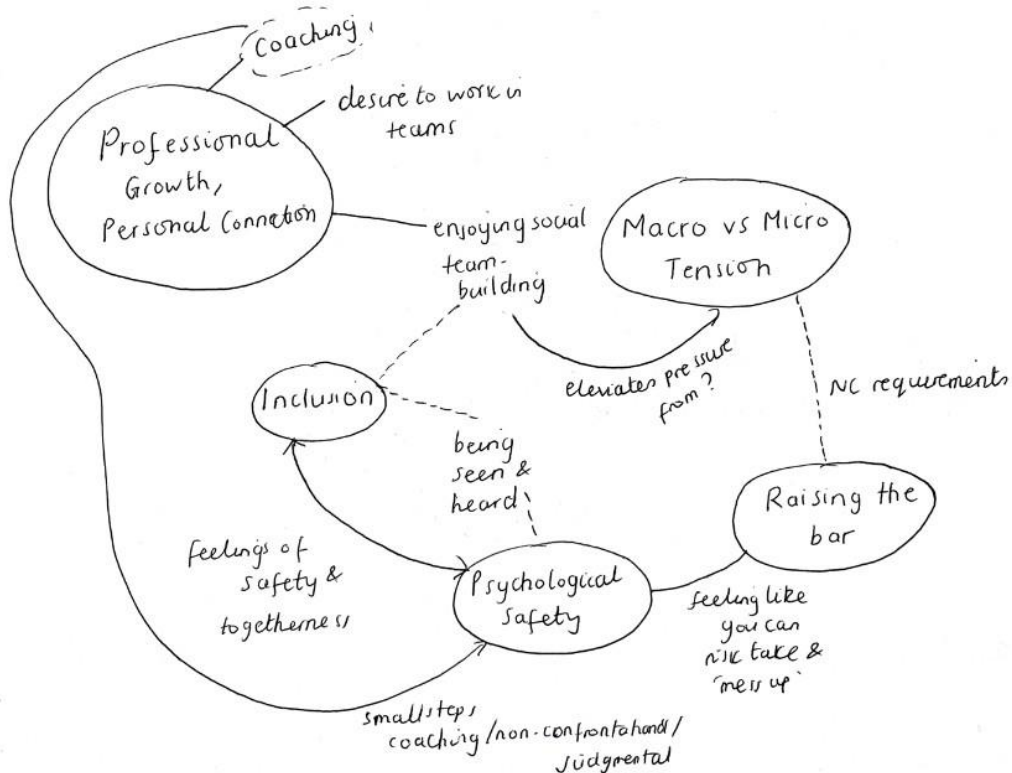 coaching
desire to work in
teams
Professional
Growth,
Personal Connection
enjoying social
team-
building
Macro vs Micro
Tension
eleviates pressure
from?
NC requirements
Inclusion
being
seen &
heard
Raising the
bar
feelings of
safety &
togetherness
Psychological
Safety
feeling like
you can
risk take &
'mess up'
small steps
coaching/non-confrontational/
judgmental